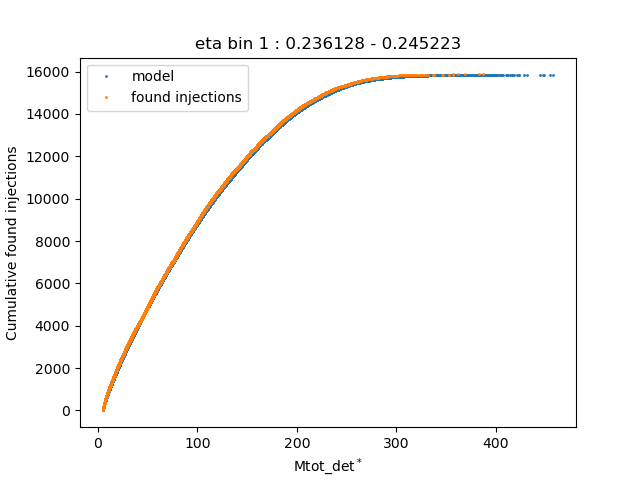 eta bin 1 : 0.236128 - 0.245223
model
found injections
16000
14000
12000
10000
8000
6000
4000
2000
0
Cumulative found injections
0 100 200 300 400
Mtot_det*